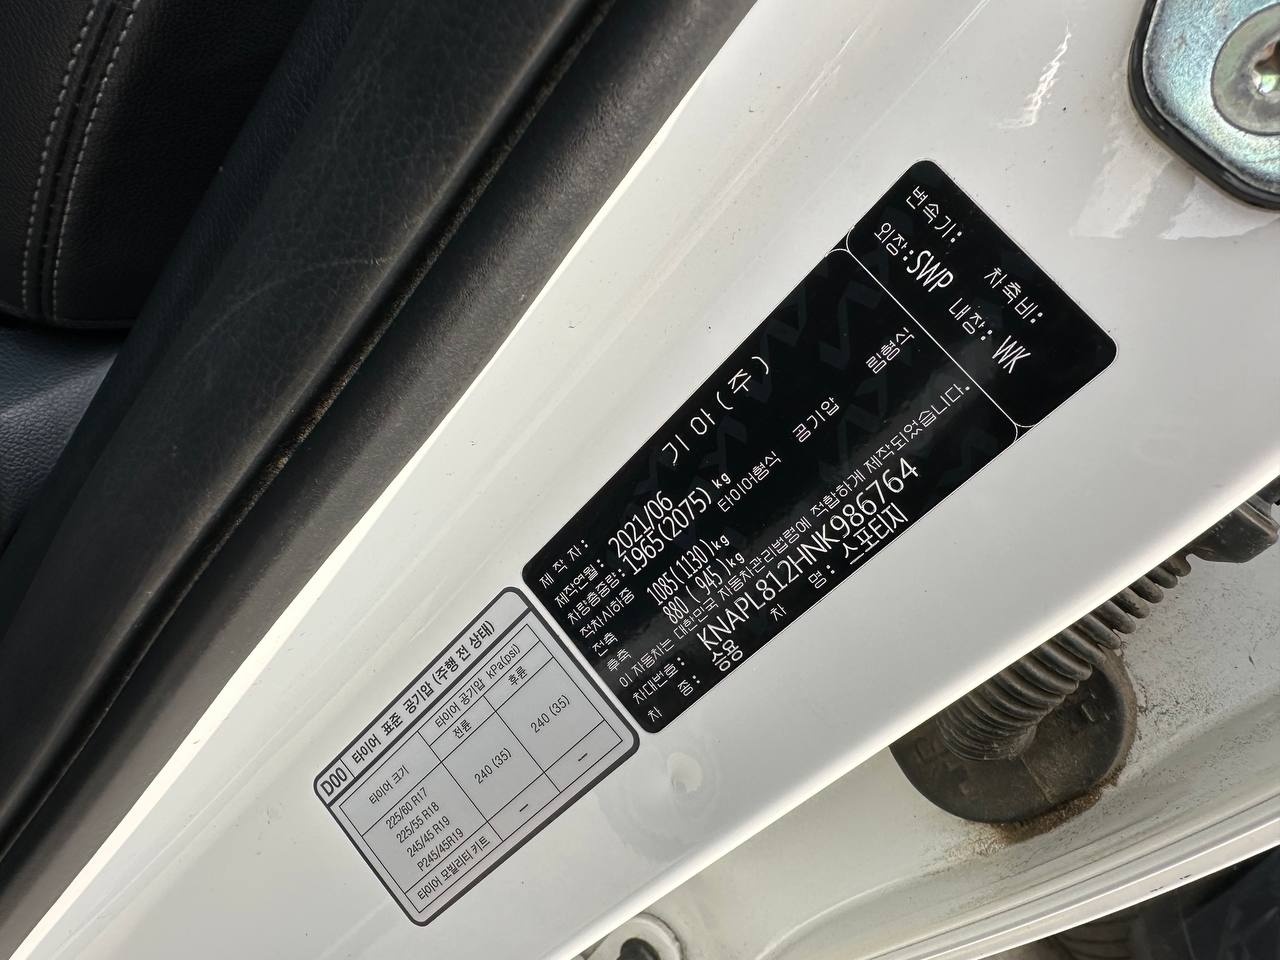 제 작 자: 기 아 ( 주 )
제작연월: 2021/06
차량총중량: 1965(2075) kg
적차시하중 타이어형식 공기압 림형식
전축 1085(1130)kg
후축 880 ( 945)kg
이 자동차는 대한민국 자동차관리법령에 적합하게 제작되었습니다.
차대번호: KNAPL812HNK986764
차 종: 승용 차 명: 스포티지
변속기: 차축비:
외장:SWP 내장: WK
D00 타이어 표준 공기압 (주행 전 상태)
타이어 크기 타이어 공기압 kPa(psi)
전륜 후륜
225/60 R17
225/55 R18
245/45 R19
P245/45R19
240 (35) 240 (35)
타이어 모빌리티 키트 — —